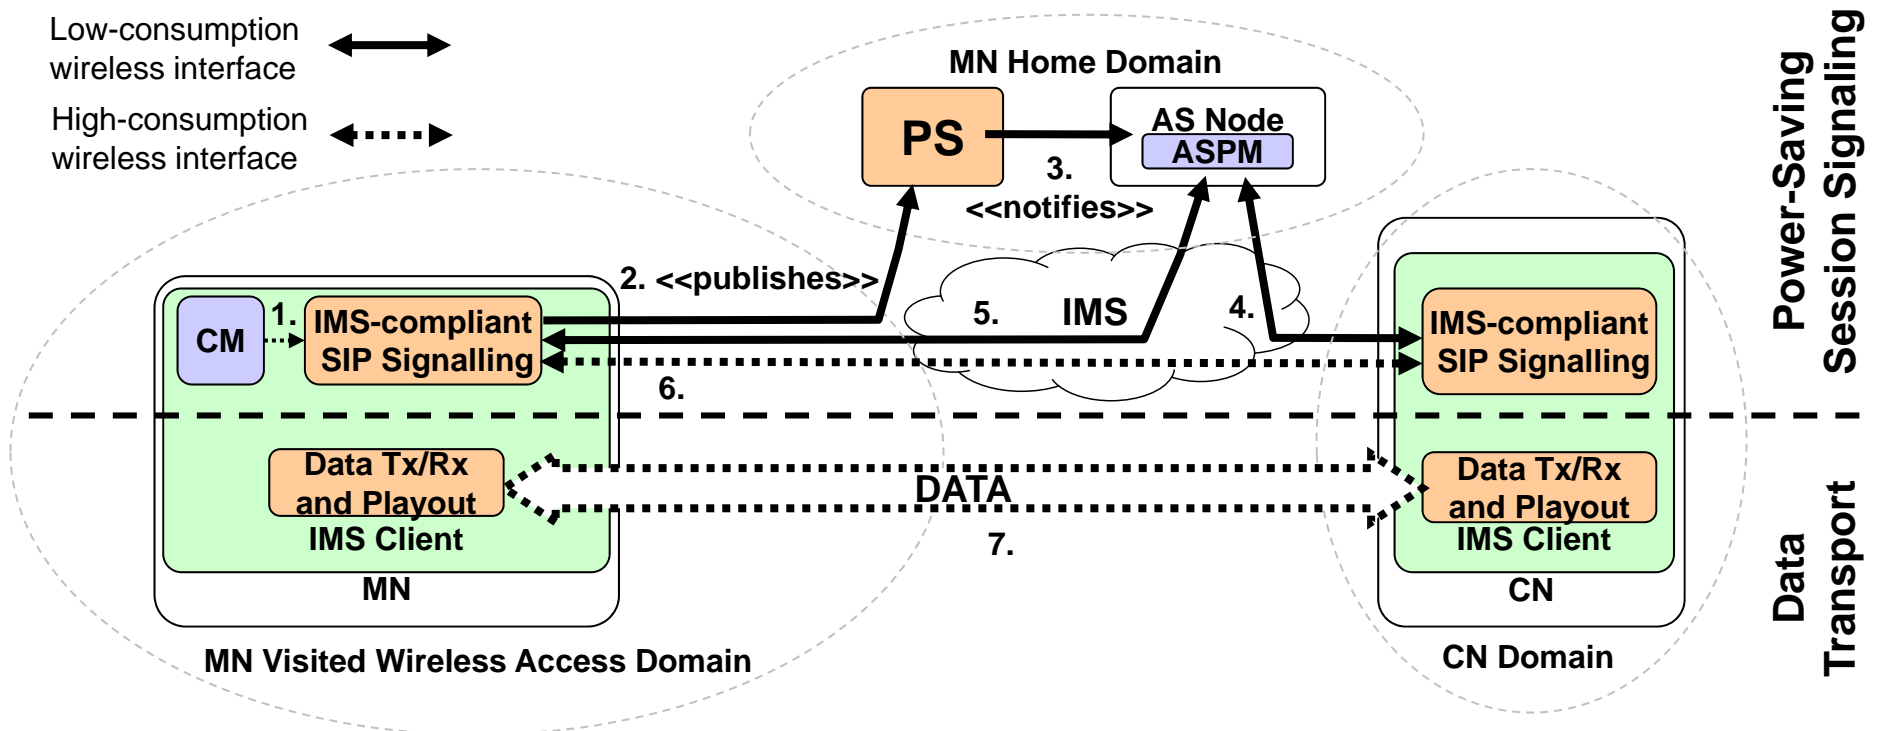 Low-consumption
wireless interface
High-consumption
wireless interface
MN Home Domain
PS
AS Node
ASPM
3.
<<notifies>>
2. <<publishes>>
CM
1.
IMS-compliant
SIP Signalling
5.
IMS
4.
IMS-compliant
SIP Signalling
6.
Data Tx/Rx
and Playout
IMS Client
MN
DATA
7.
Data Tx/Rx
and Playout
IMS Client
CN
MN Visited Wireless Access Domain
CN Domain
Power-Saving
Session Signaling
Data
Transport